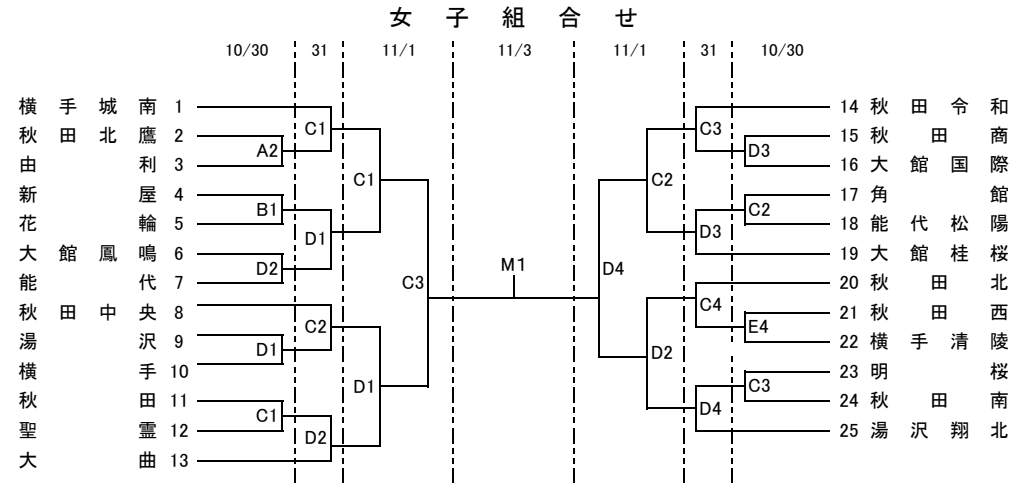 女子組合せ
10/30 31 11/1 11/3 11/1 31 10/30
横手城南 1 14 秋田令和
C1 C3
秋田北鷹 2 15 秋田商
A2 D3
由利 3 16 大館国際
C1 C2
新屋 4 17 角館
B1 C2
花輪 5 18 能代松陽
D1 D3
大館鳳鳴 6 19 大館桂桜
D2 M1 D4
能代 7 C3 20 秋田北
C4
秋田中央 8 21 秋田西
C2 E4
湯沢 9 22 横手清陵
D1 D2
横手 10 23 明桜
D1 C3
秋田 11 24 秋田南
C1 D4
聖霊 12 25 湯沢翔北
D2
大曲 13